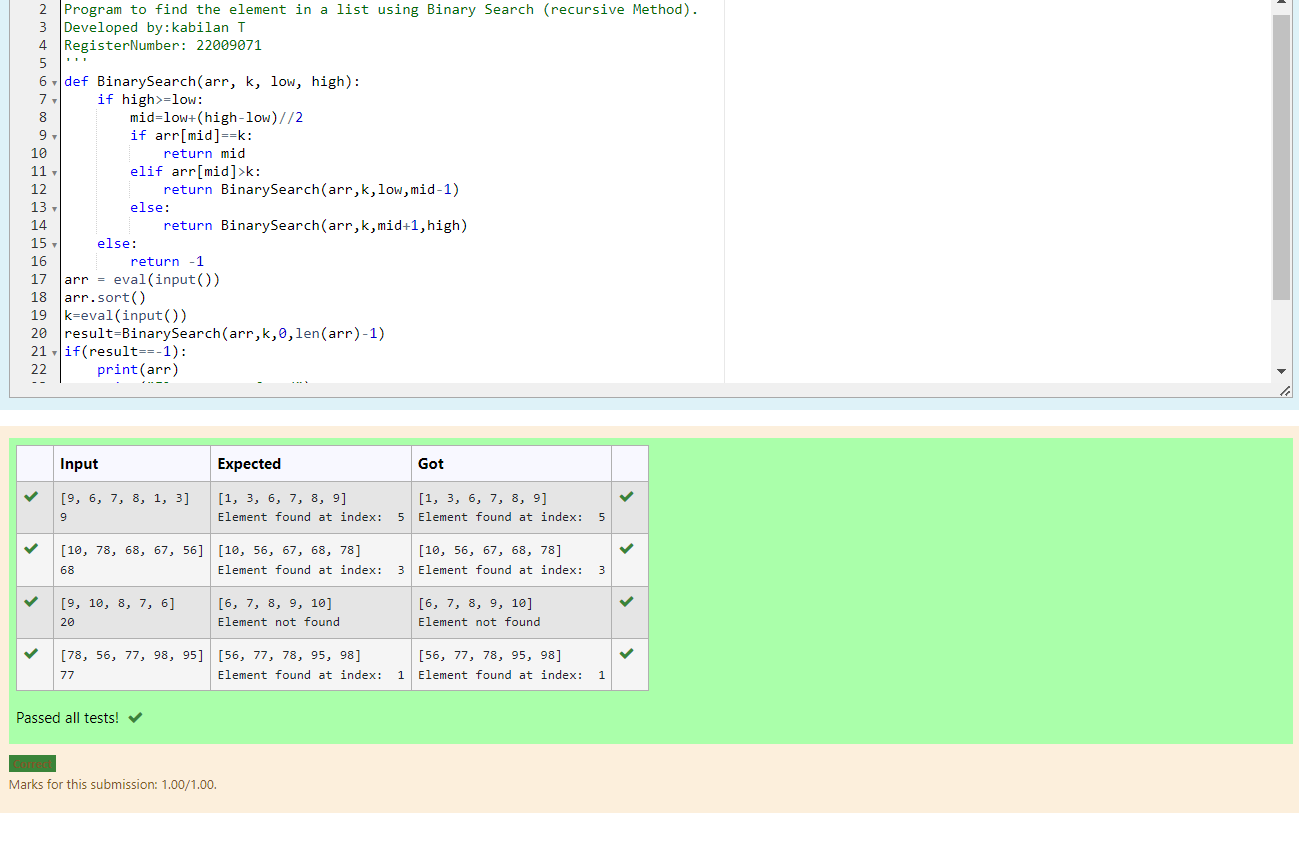 2 Program to find the element in a list using Binary Search (recursive Method).
3 Developed by:kabilan T
4 RegisterNumber: 22009071
5 '''
6 def BinarySearch(arr, k, low, high):
7     if high>=low:
8         mid=low+(high-low)//2
9         if arr[mid]==k:
10             return mid
11         elif arr[mid]>k:
12             return BinarySearch(arr,k,low,mid-1)
13         else:
14             return BinarySearch(arr,k,mid+1,high)
15     else:
16         return -1
17 arr = eval(input())
18 arr.sort()
19 k=eval(input())
20 result=BinarySearch(arr,k,0,len(arr)-1)
21 if(result==-1):
22     print(arr)
Input Expected Got
[9, 6, 7, 8, 1, 3] [1, 3, 6, 7, 8, 9] [1, 3, 6, 7, 8, 9]
9 Element found at index:  5 Element found at index:  5
[10, 78, 68, 67, 56] [10, 56, 67, 68, 78] [10, 56, 67, 68, 78]
68 Element found at index:  3 Element found at index:  3
[9, 10, 8, 7, 6] [6, 7, 8, 9, 10] [6, 7, 8, 9, 10]
20 Element not found Element not found
[78, 56, 77, 98, 95] [56, 77, 78, 95, 98] [56, 77, 78, 95, 98]
77 Element found at index:  1 Element found at index:  1
Passed all tests!
Correct
Marks for this submission: 1.00/1.00.